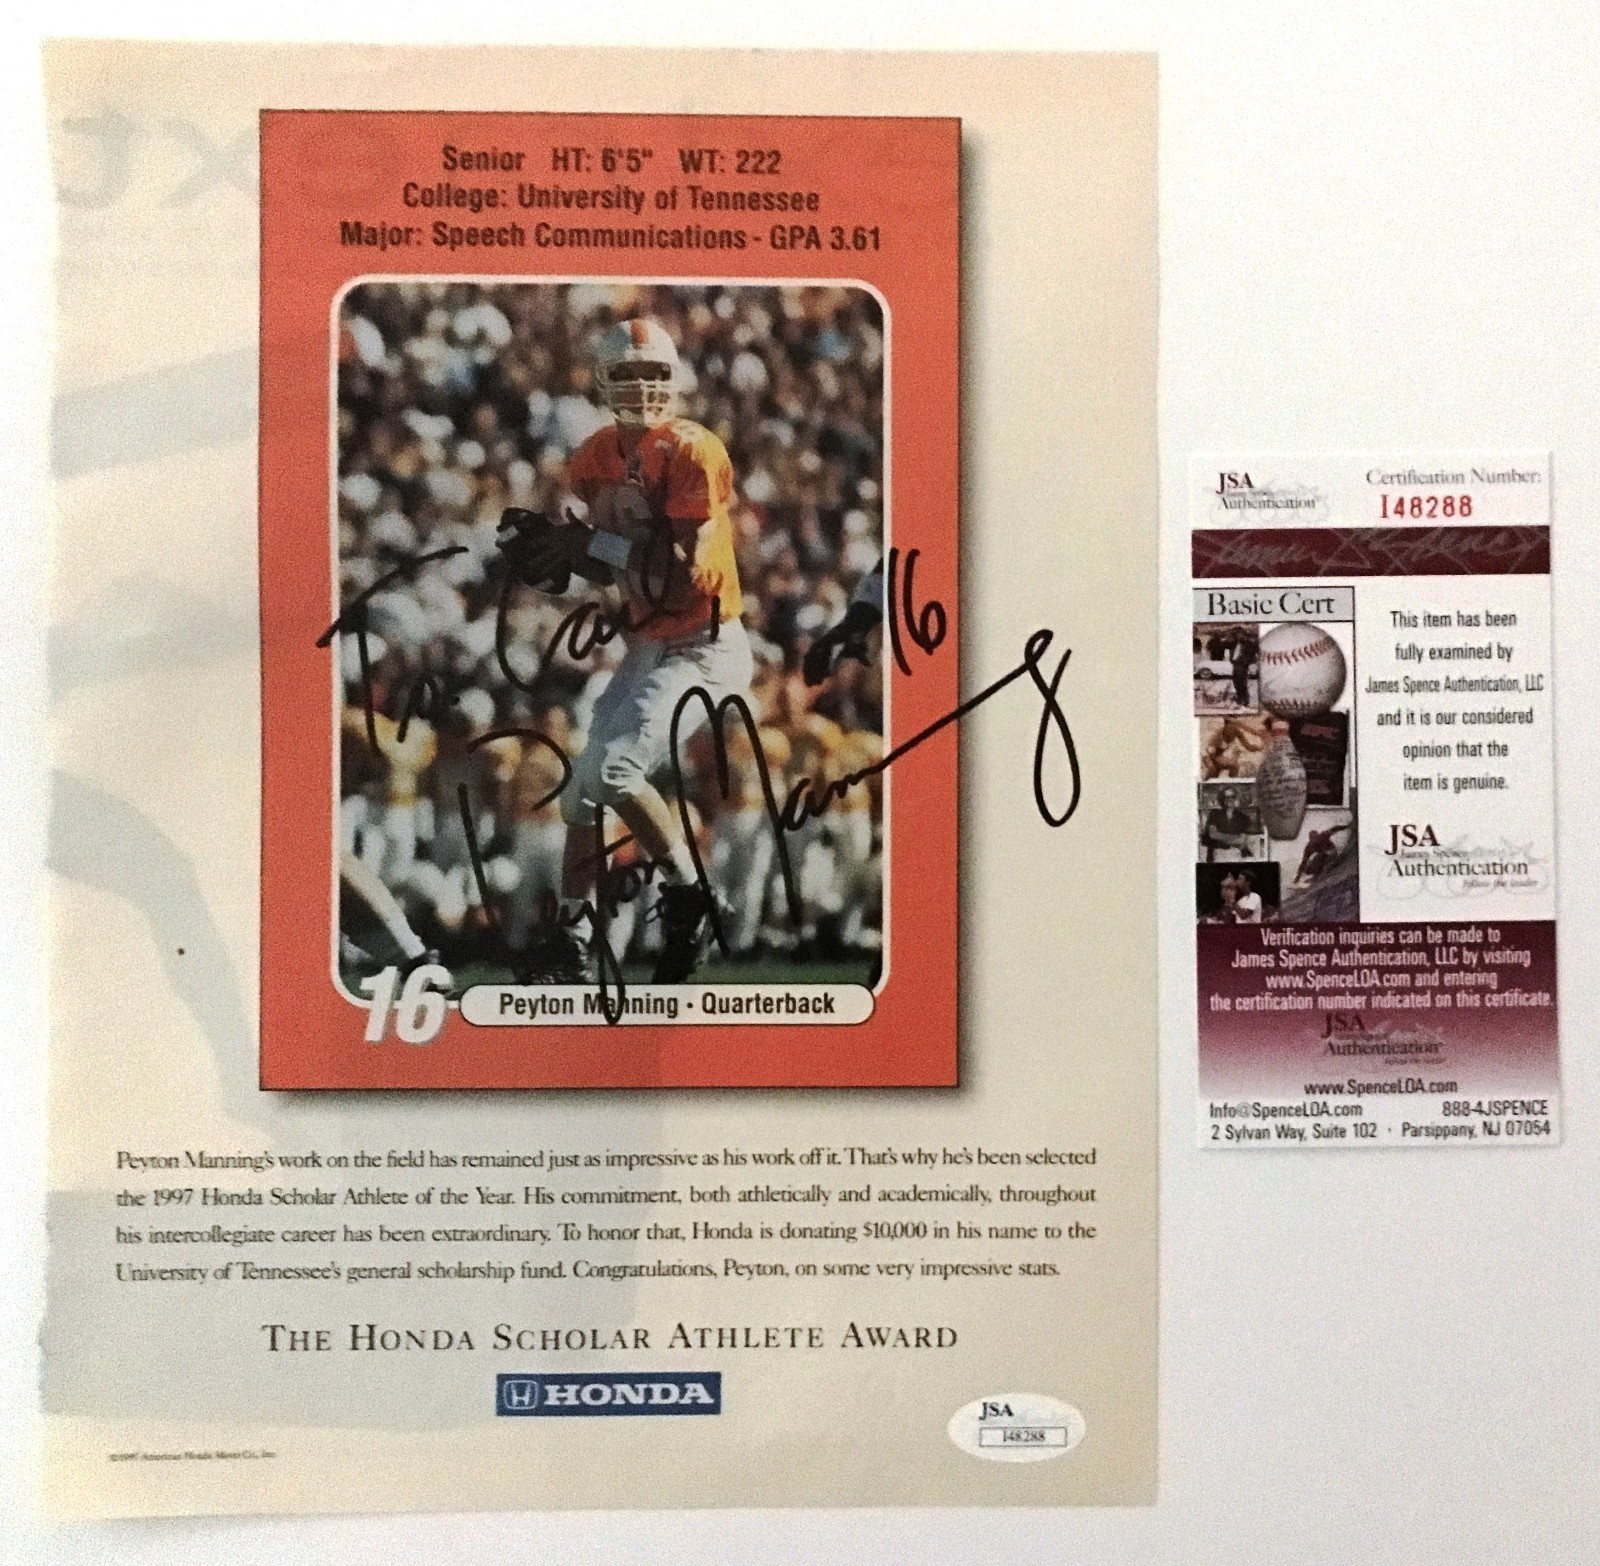 Senior HT: 6'5" WT: 222
College: University of Tennessee
Major: Speech Communications - GPA 3.61
To: Carl,
16
Peyton Manning
16
Peyton Manning • Quarterback
Peyton Manning's work on the field has remained just as impressive as his work off it. That's why he's been selected
the 1997 Honda Scholar Athlete of the Year. His commitment, both athletically and academically, throughout
his intercollegiate career has been extraordinary. To honor that, Honda is donating $10,000 in his name to the
University of Tennessee's general scholarship fund. Congratulations, Peyton, on some very impressive stats.
THE HONDA SCHOLAR ATHLETE AWARD
HONDA
©1997 American Honda Motor Co., Inc.
JSA
I48288
JSA
Authentication
Certification Number:
I48288
Basic Cert
This item has been
fully examined by
James Spence Authentication, LLC
and it is our considered
opinion that the
item is genuine.
JSA
James Spence
Authentication
follow the leader
Verification inquiries can be made to
James Spence Authentication, LLC by visiting
www.SpenceLOA.com and entering
the certification number indicated on this certificate.
JSA
Authentication
www.SpenceLOA.com
Info@SpenceLOA.com 888-4JSPENCE
2 Sylvan Way, Suite 102 • Parsippany, NJ 07054